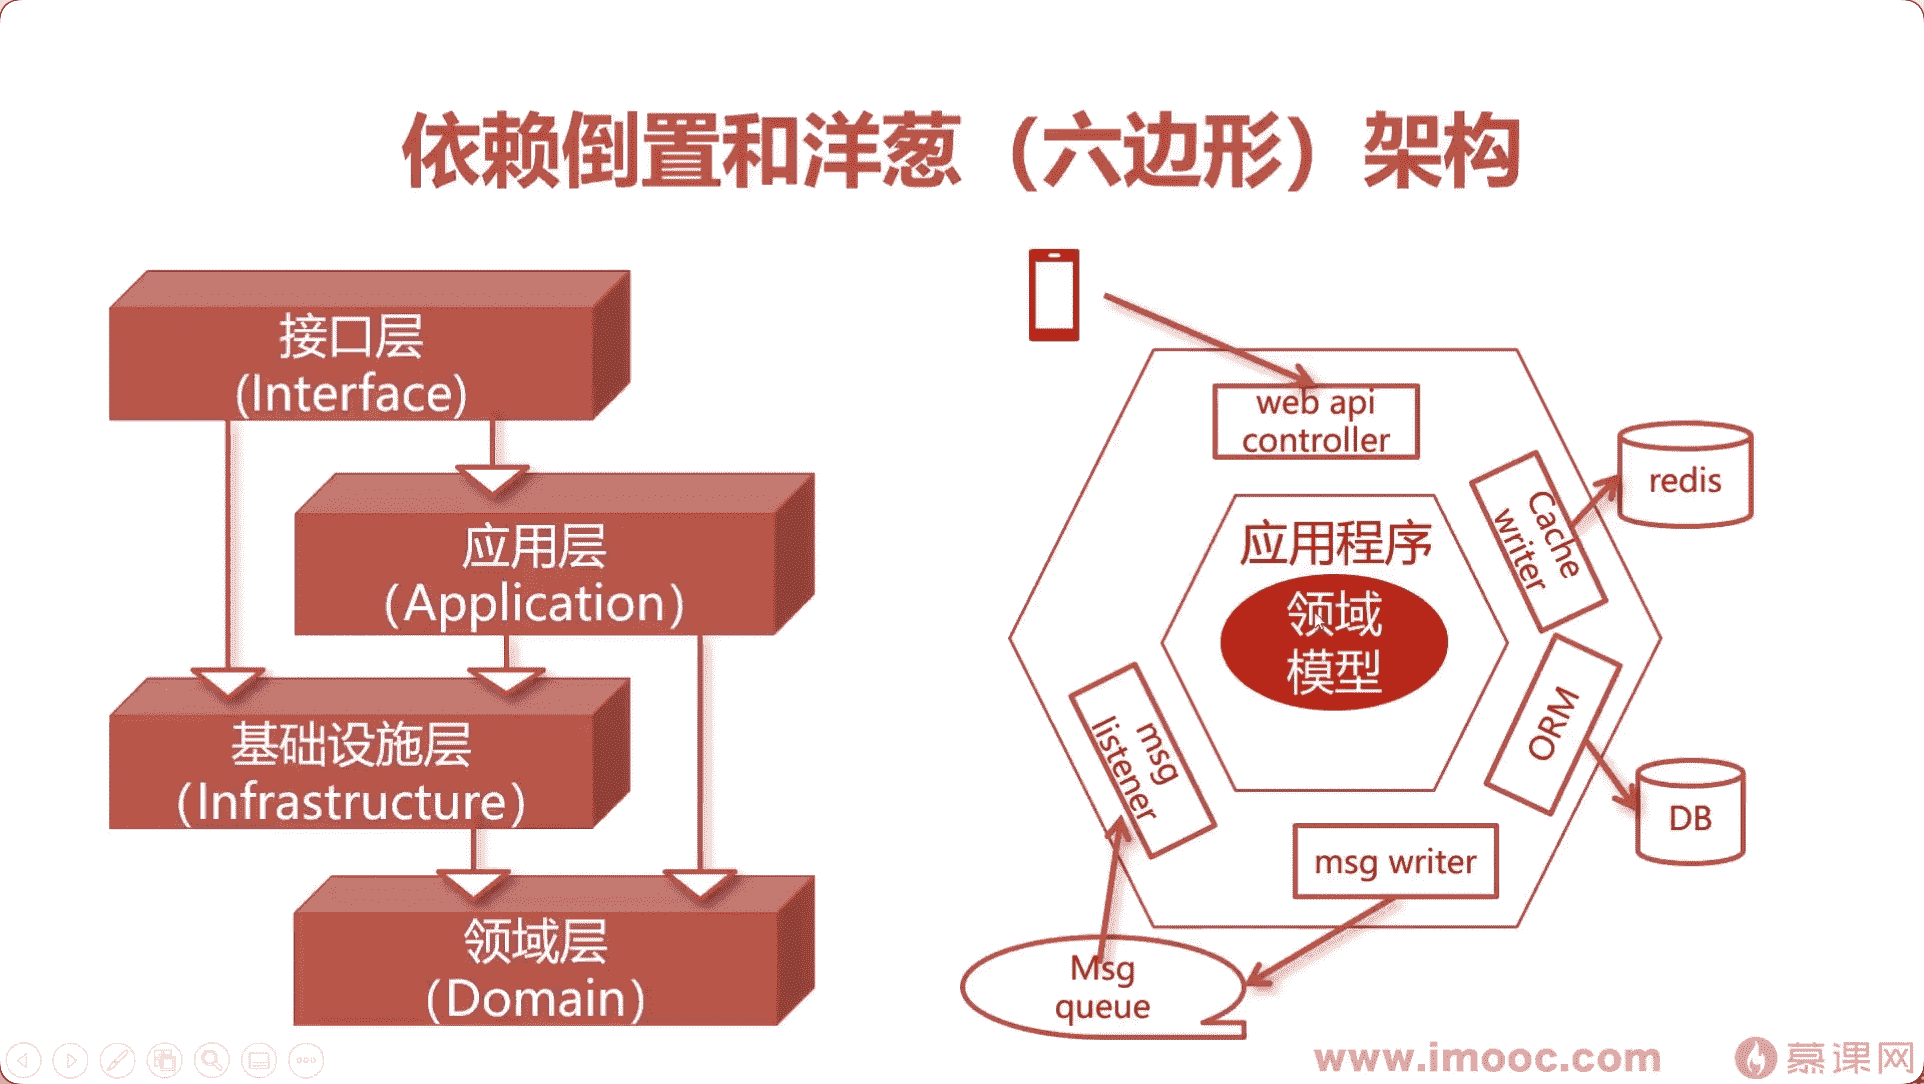 依赖倒置和洋葱（六边形）架构
接口层
(Interface)
应用层
（Application）
基础设施层
（Infrastructure）
领域层
（Domain）
web api
controller
Cache
writer
redis
应用程序
领域
模型
msg
listener
ORM
DB
msg writer
Msg
queue
www.imooc.com
慕课网